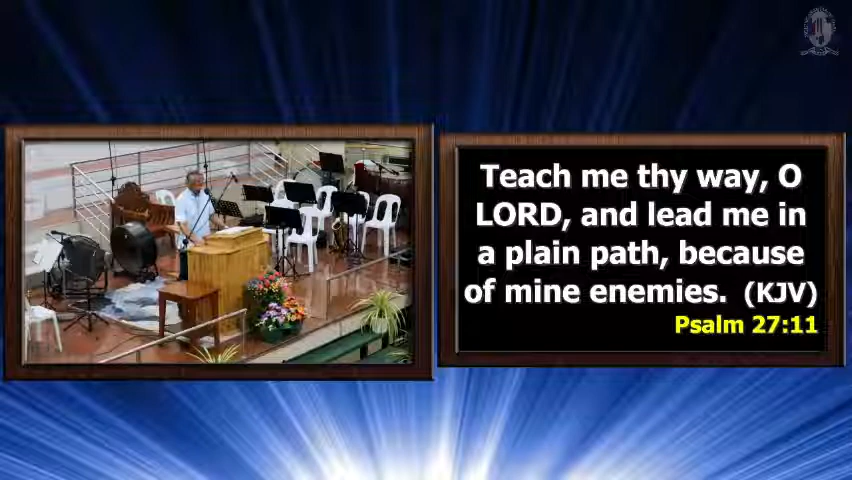 Teach me thy way, O
LORD, and lead me in
a plain path, because
of mine enemies. (KJV)
Psalm 27:11